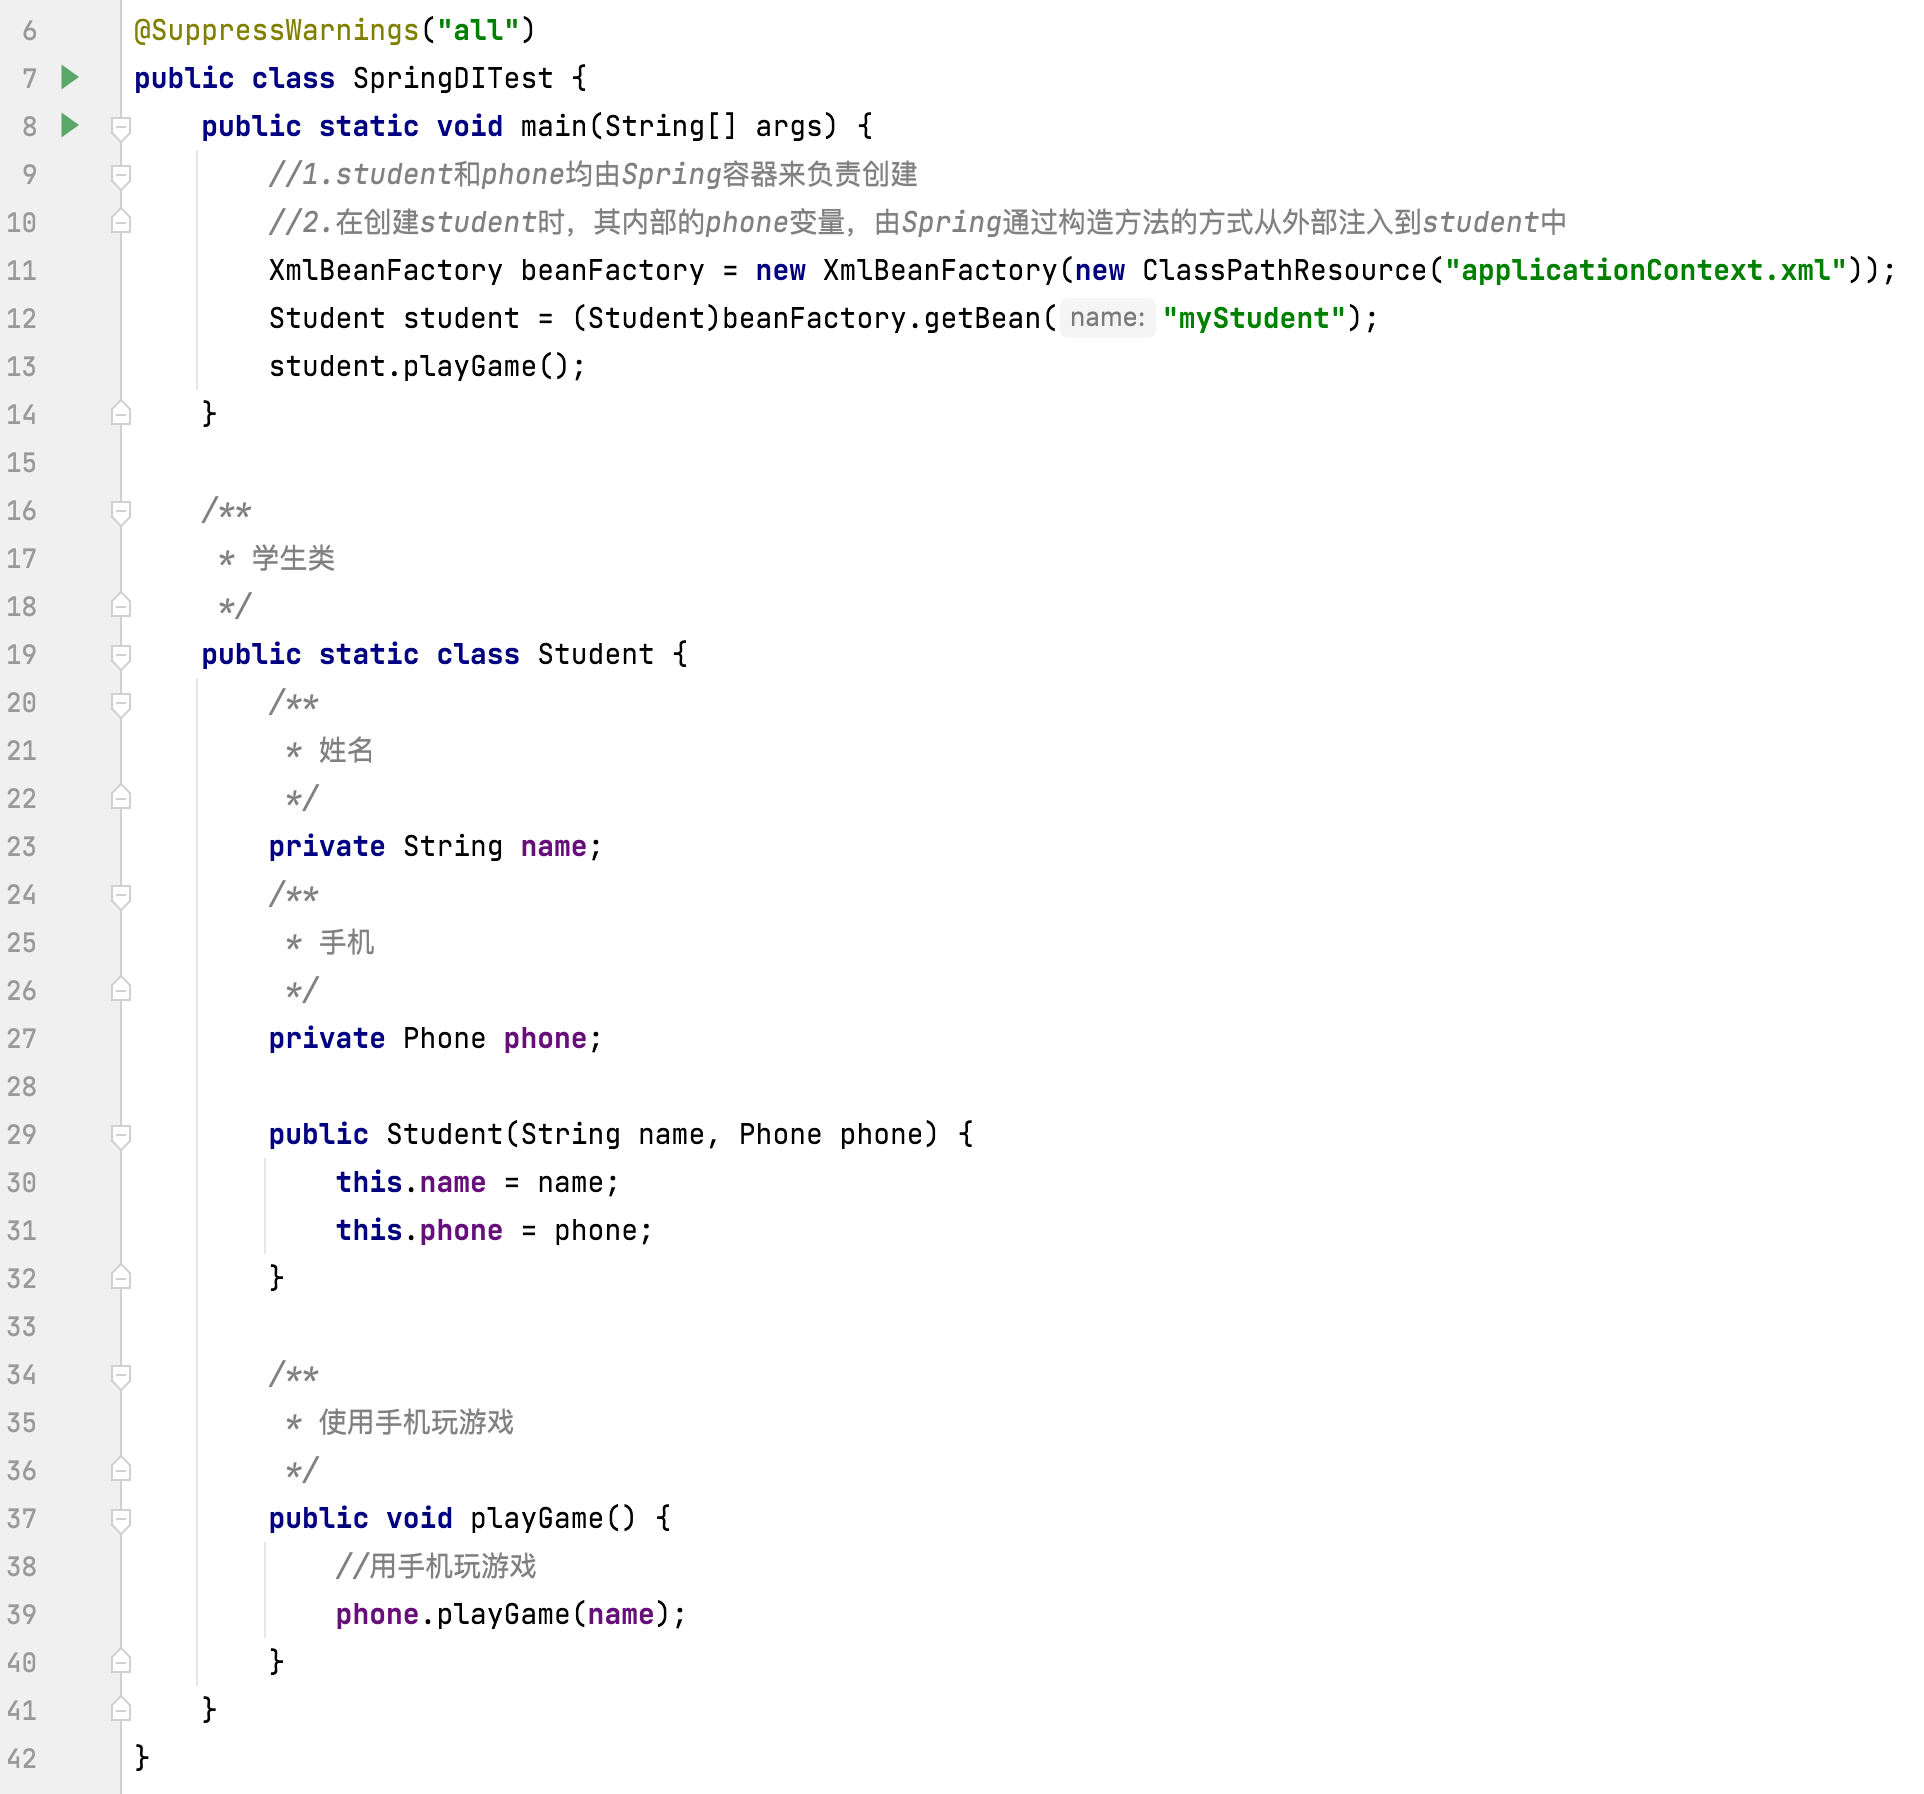 6 @SuppressWarnings("all")
7 public class SpringDITest {
8 public static void main(String[] args) {
9 //1.student和phone均由Spring容器来负责创建
10 //2.在创建student时，其内部的phone变量，由Spring通过构造方法的方式从外部注入到student中
11 XmlBeanFactory beanFactory = new XmlBeanFactory(new ClassPathResource("applicationContext.xml"));
12 Student student = (Student)beanFactory.getBean( name: "myStudent");
13 student.playGame();
14 }
15
16 /**
17 * 学生类
18 */
19 public static class Student {
20 /**
21 * 姓名
22 */
23 private String name;
24 /**
25 * 手机
26 */
27 private Phone phone;
28
29 public Student(String name, Phone phone) {
30 this.name = name;
31 this.phone = phone;
32 }
33
34 /**
35 * 使用手机玩游戏
36 */
37 public void playGame() {
38 //用手机玩游戏
39 phone.playGame(name);
40 }
41 }
42 }